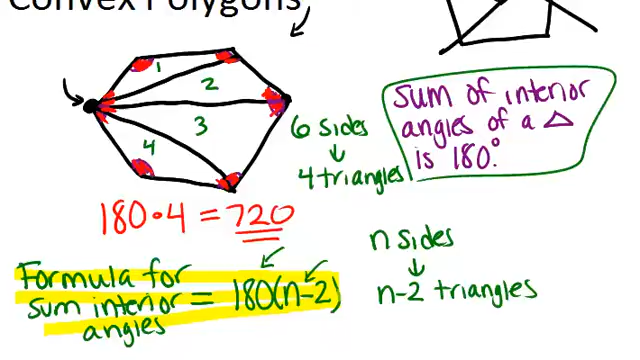 Convex Polygons
1
2
3
4
6 sides
↓
4 triangles
sum of interior
angles of a △
is 180°.
180•4 = 720
n sides
↓
n-2 triangles
Formula for
sum interior = 180(n-2)
angles